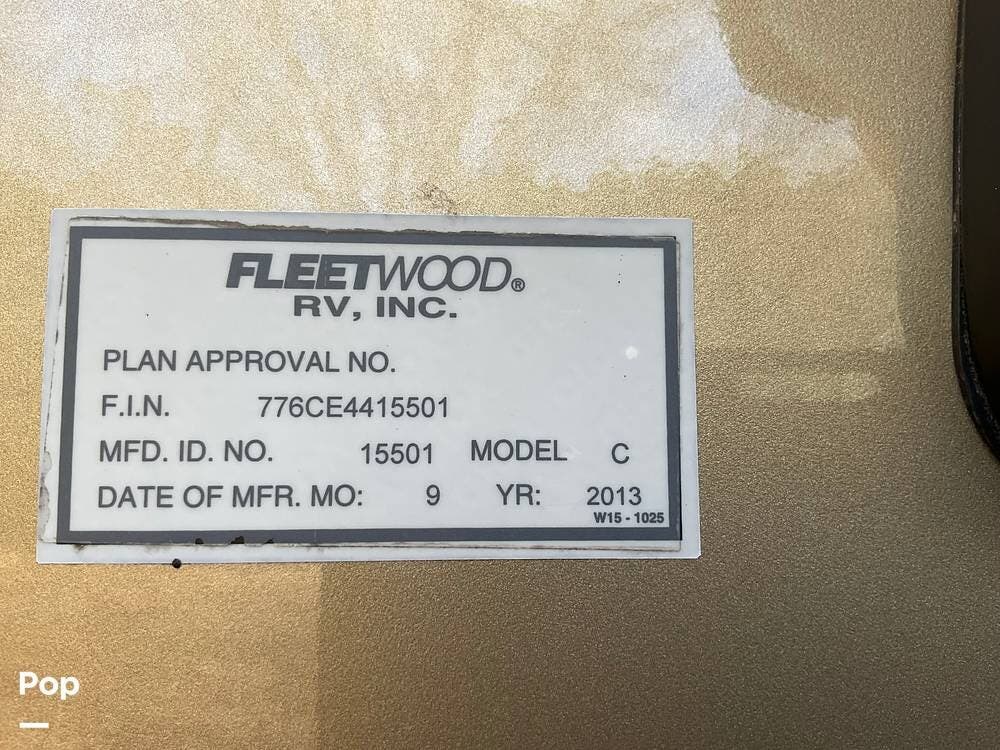 FLEETWOOD®
RV, INC.
PLAN APPROVAL NO.
F.I.N. 776CE4415501
MFD. ID. NO. 15501 MODEL C
DATE OF MFR. MO: 9 YR: 2013
W15 - 1025
Pop